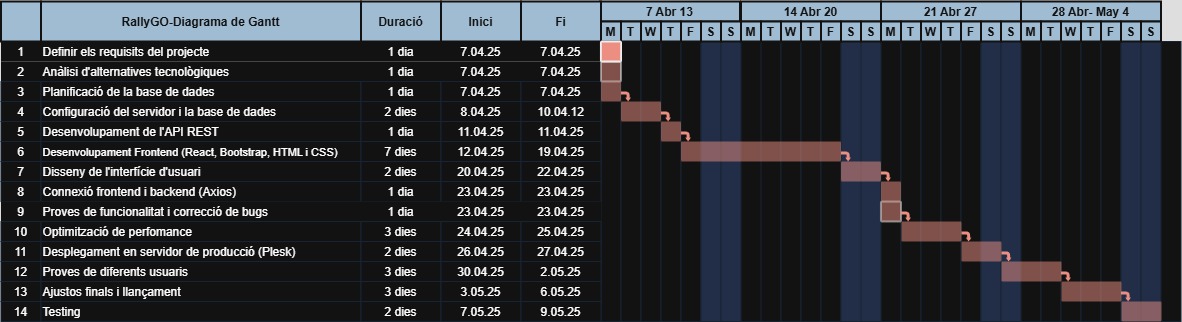 RallyGO-Diagrama de Gantt Duració Inici Fi 7 Abr 13 14 Abr 20 21 Abr 27 28 Abr- May 4
M T W T F S S M T W T F S S M T W T F S S M T W T F S S
1 Definir els requisits del projecte 1 dia 7.04.25 7.04.25
2 Anàlisi d'alternatives tecnològiques 1 dia 7.04.25 7.04.25
3 Planificació de la base de dades 1 dia 7.04.25 7.04.25
4 Configuració del servidor i la base de dades 2 dies 8.04.25 10.04.12
5 Desenvolupament de l'API REST 1 dia 11.04.25 11.04.25
6 Desenvolupament Frontend (React, Bootstrap, HTML i CSS) 7 dies 12.04.25 19.04.25
7 Disseny de l'interfície d'usuari 2 dies 20.04.25 22.04.25
8 Connexió frontend i backend (Axios) 1 dia 23.04.25 23.04.25
9 Proves de funcionalitat i correcció de bugs 1 dia 23.04.25 23.04.25
10 Optimització de perfomance 3 dies 24.04.25 25.04.25
11 Desplegament en servidor de producció (Plesk) 2 dies 26.04.25 27.04.25
12 Proves de diferents usuaris 3 dies 30.04.25 2.05.25
13 Ajustos finals i llançament 3 dies 3.05.25 6.05.25
14 Testing 2 dies 7.05.25 9.05.25